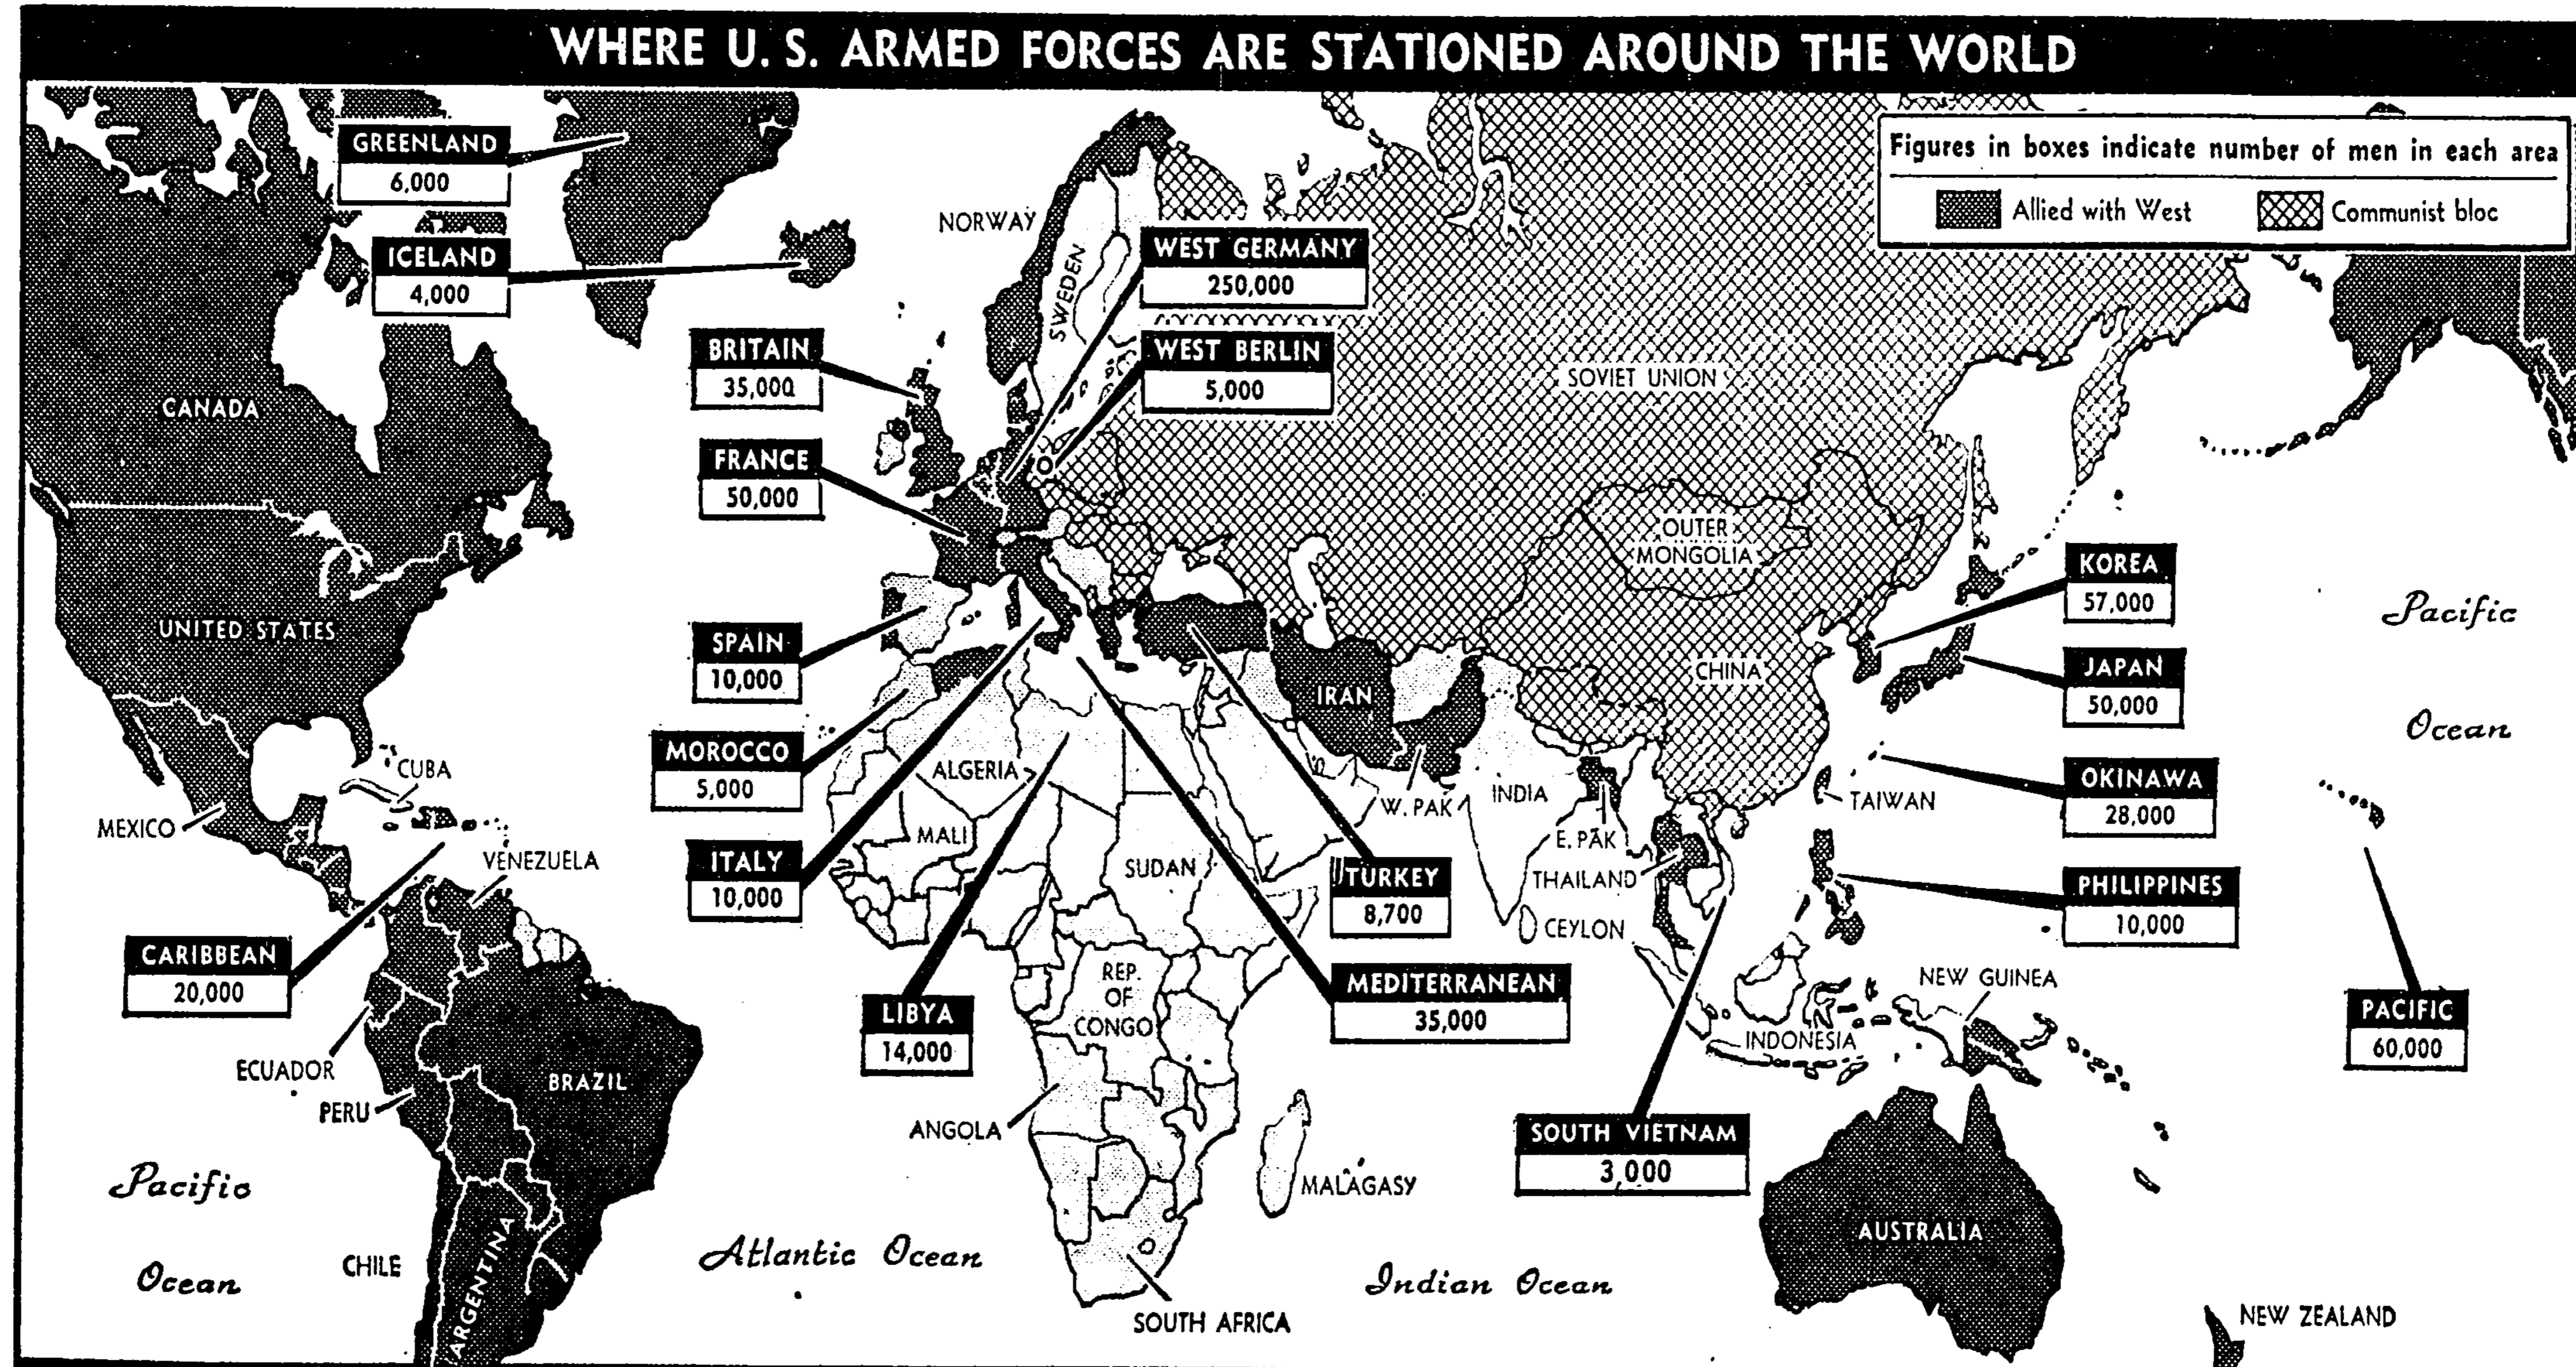 WHERE U. S. ARMED FORCES ARE STATIONED AROUND THE WORLD
Figures in boxes indicate number of men in each area
Allied with West
Communist bloc
GREENLAND
6,000
ICELAND
4,000
NORWAY
SWEDEN
WEST GERMANY
250,000
WEST BERLIN
5,000
BRITAIN
35,000
FRANCE
50,000
CANADA
SOVIET UNION
OUTER
MONGOLIA
KOREA
57,000
Pacific
Ocean
UNITED STATES
SPAIN
10,000
IRAN
CHINA
JAPAN
50,000
MOROCCO
5,000
CUBA
ALGERIA
W. PAK
INDIA
E. PAK
TAIWAN
OKINAWA
28,000
MEXICO
VENEZUELA
ITALY
10,000
MALI
SUDAN
TURKEY
8,700
THAILAND
CEYLON
PHILIPPINES
10,000
CARIBBEAN
20,000
LIBYA
14,000
REP.
OF
CONGO
MEDITERRANEAN
35,000
NEW GUINEA
INDONESIA
PACIFIC
60,000
ECUADOR
PERU
BRAZIL
ANGOLA
SOUTH VIETNAM
3,000
MALAGASY
Pacific
Ocean
CHILE
ARGENTINA
Atlantic Ocean
Indian Ocean
SOUTH AFRICA
AUSTRALIA
NEW ZEALAND